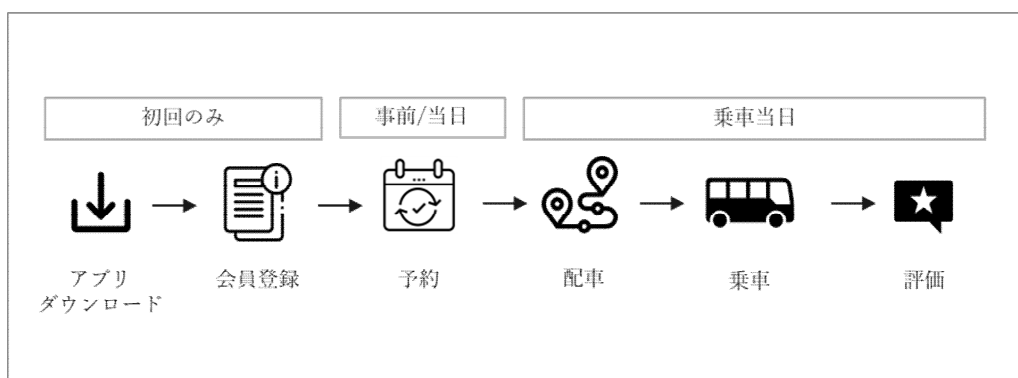 初回のみ
事前/当日
乗車当日
アプリ
ダウンロード
会員登録
予約
配車
乗車
評価